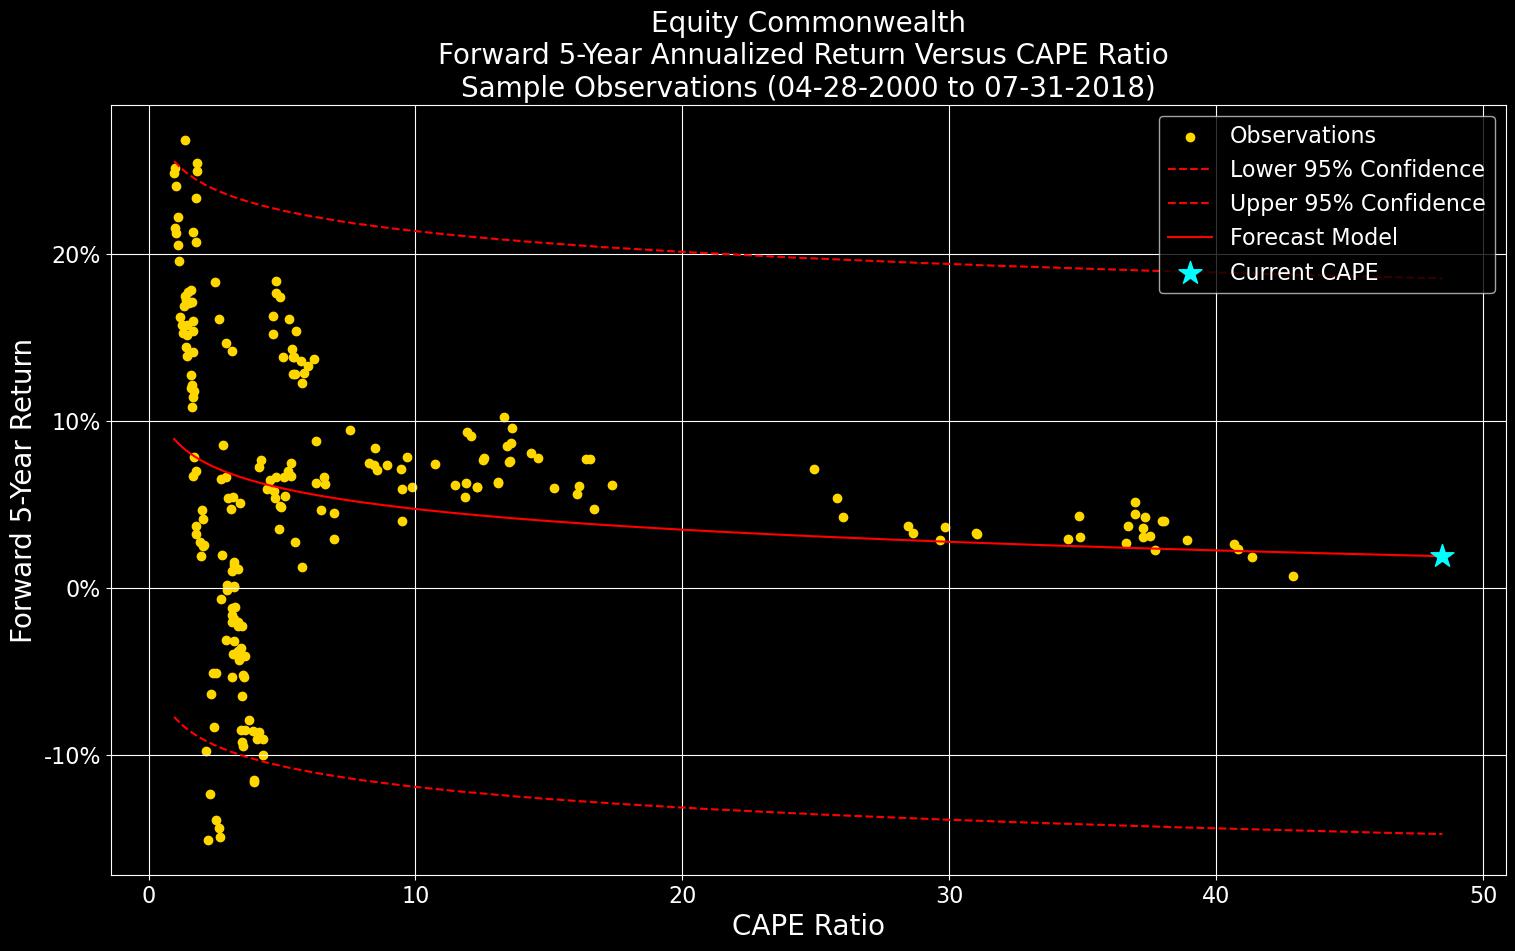 Equity Commonwealth
Forward 5-Year Annualized Return Versus CAPE Ratio
Sample Observations (04-28-2000 to 07-31-2018)
Observations
Lower 95% Confidence
Upper 95% Confidence
Forecast Model
Current CAPE
Forward 5-Year Return
20%
10%
0%
-10%
0 10 20 30 40 50
CAPE Ratio